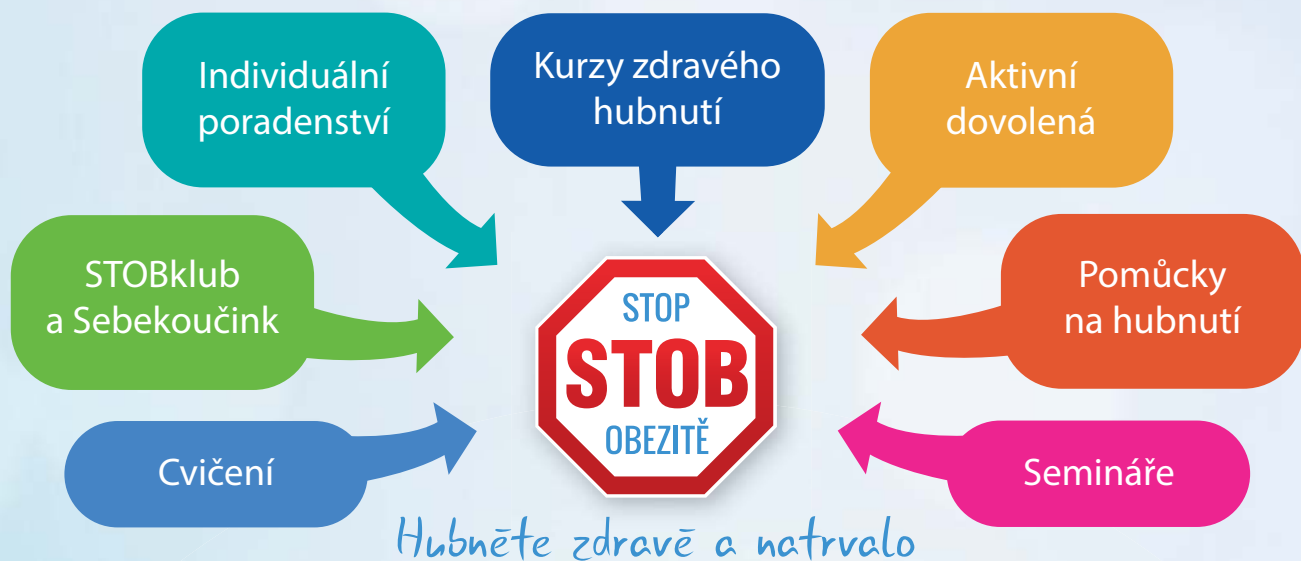 Individuální
poradenství
Kurzy zdravého
hubnutí
Aktivní
dovolená
STOBklub
a Sebekoučink
Pomůcky
na hubnutí
STOP
STOB
OBEZITĚ
Cvičení
Semináře
Hubněte zdravě a natrvalo